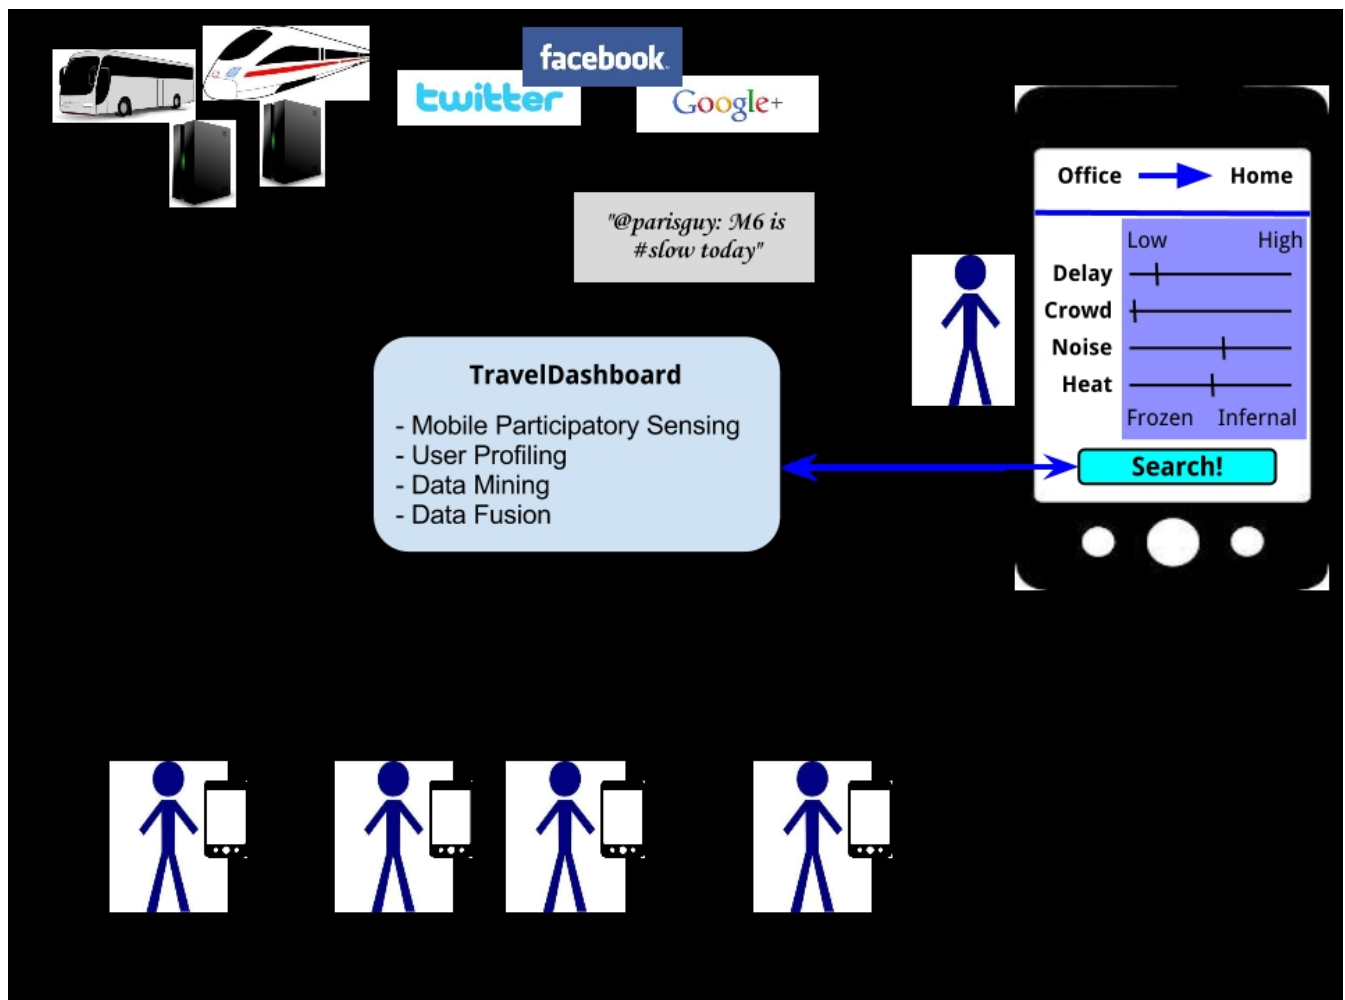 facebook
twitter
Google+
"@parisguy: M6 is
#slow today"
TravelDashboard
- Mobile Participatory Sensing
- User Profiling
- Data Mining
- Data Fusion
Office Home
Low High
Delay
Crowd
Noise
Heat
Frozen Infernal
Search!